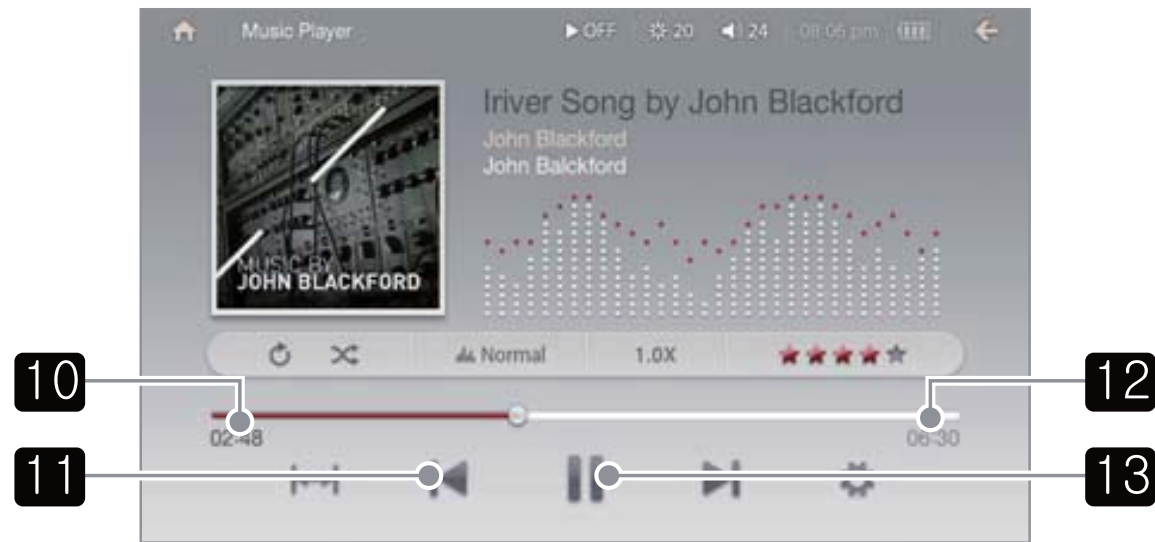 Music Player OFF 20 24 08:06 pm
Iriver Song by John Blackford
John Blackford
John Balckford
MUSIC BY
JOHN BLACKFORD
Normal 1.0X
10
12
02:48 06:30
11
13